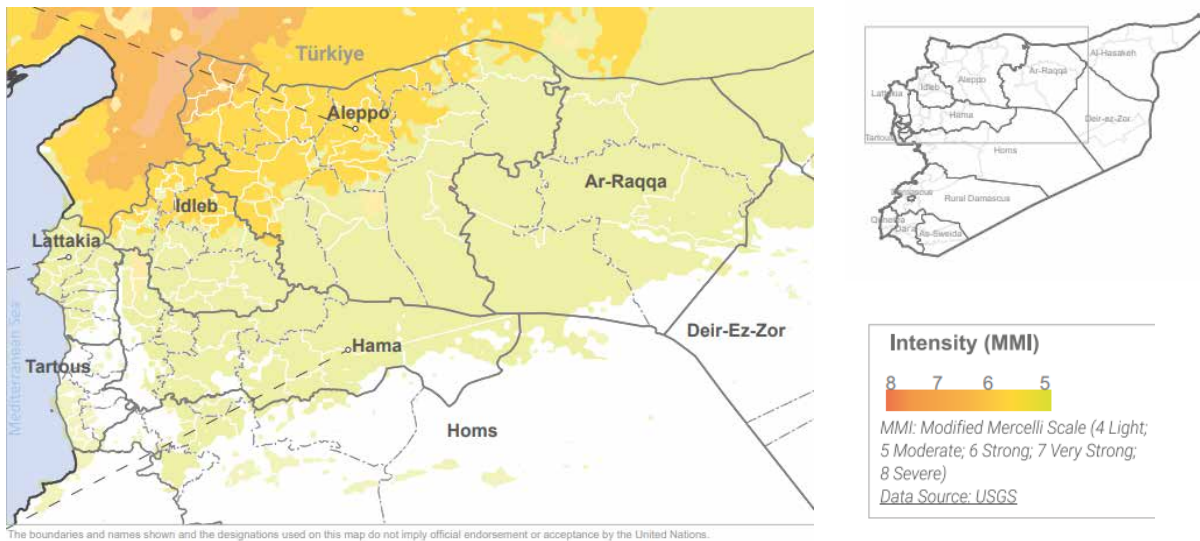 Türkiye
Aleppo
Idleb
Ar-Raqqa
Lattakia
Mediterranean Sea
Deir-Ez-Zor
Hama
Tartous
Homs
The boundaries and names shown and the designations used on this map do not imply official endorsement or acceptance by the United Nations.
Al-Hasakeh
Aleppo
Ar-Raqqa
Idleb
Lattakia
Hama
Deir-ez-Zor
Tartous
Homs
Damascus
Rural Damascus
Dar'a
As-Sweida
Intensity (MMI)
8 7 6 5
MMI: Modified Mercelli Scale (4 Light;
5 Moderate; 6 Strong; 7 Very Strong;
8 Severe)
Data Source: USGS